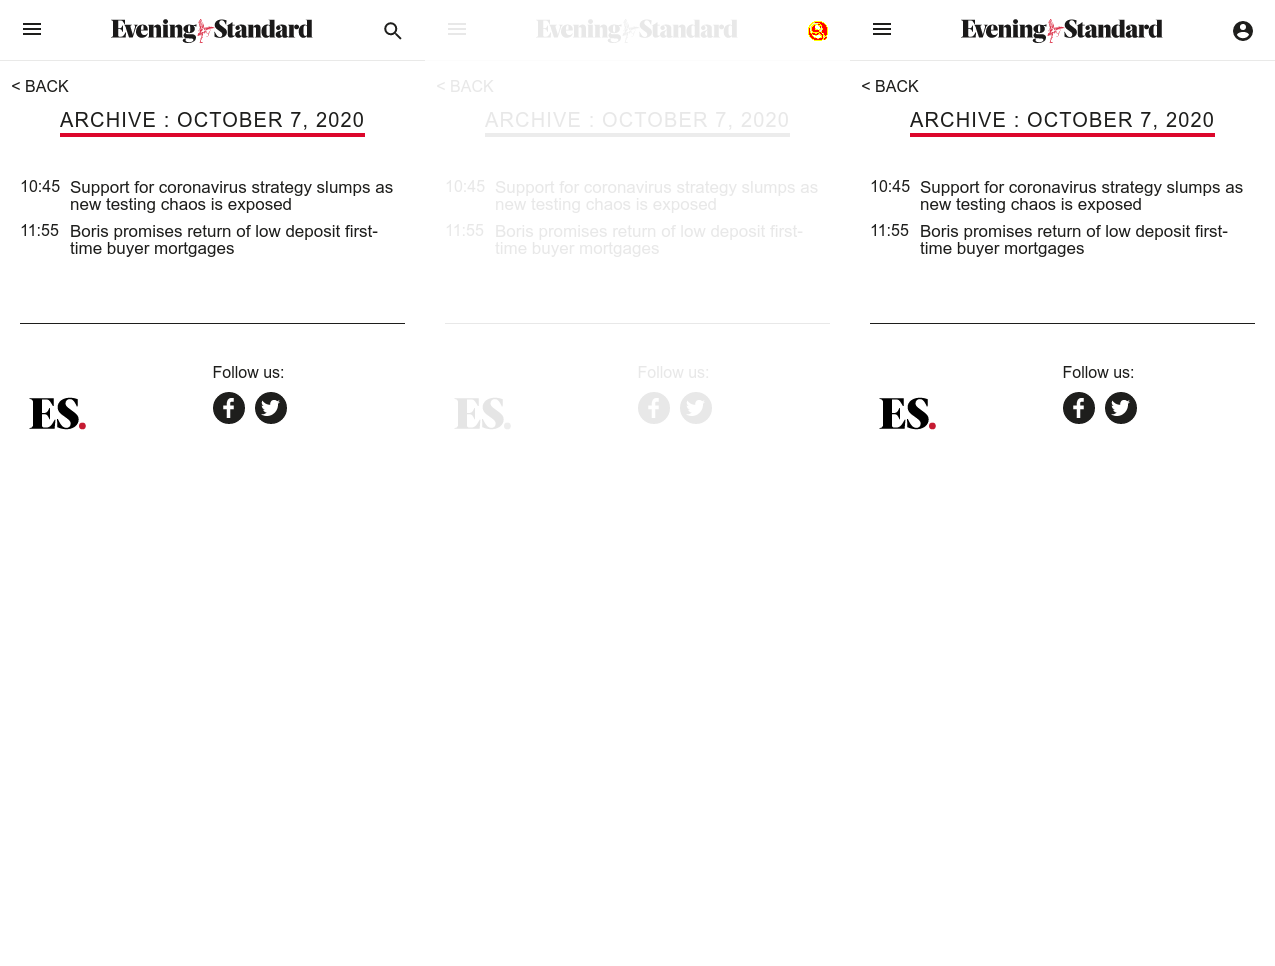 Evening Standard
< BACK
ARCHIVE : OCTOBER 7, 2020
10:45 Support for coronavirus strategy slumps as
new testing chaos is exposed
11:55 Boris promises return of low deposit first-
time buyer mortgages
Follow us:
ES.
Evening Standard
< BACK
ARCHIVE : OCTOBER 7, 2020
10:45 Support for coronavirus strategy slumps as
new testing chaos is exposed
11:55 Boris promises return of low deposit first-
time buyer mortgages
Follow us:
ES.
Evening Standard
< BACK
ARCHIVE : OCTOBER 7, 2020
10:45 Support for coronavirus strategy slumps as
new testing chaos is exposed
11:55 Boris promises return of low deposit first-
time buyer mortgages
Follow us:
ES.